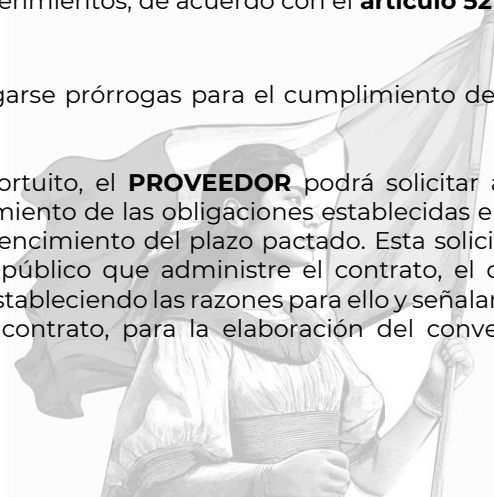 erimientos, de acuerdo con el artículo 52
garse prórrogas para el cumplimiento de
ortuito, el PROVEEDOR podrá solicitar a
miento de las obligaciones establecidas e
encimiento del plazo pactado. Esta solici
público que administre el contrato, el c
stableciendo las razones para ello y señalar
contrato, para la elaboración del conve